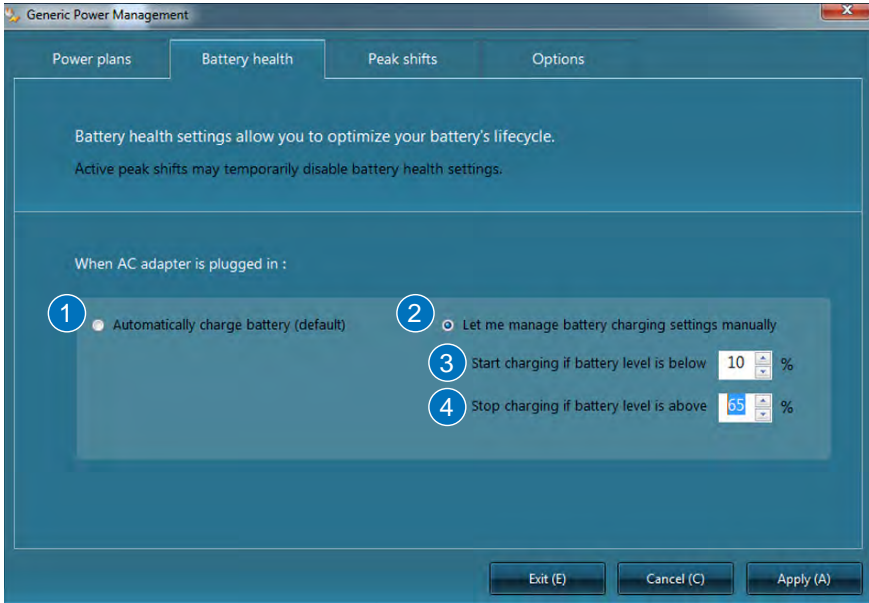 Generic Power Management
x
Power plans Battery health Peak shifts Options
Battery health settings allow you to optimize your battery's lifecycle.
Active peak shifts may temporarily disable battery health settings.
When AC adapter is plugged in :
1 Automatically charge battery (default)
2 Let me manage battery charging settings manually
3 Start charging if battery level is below 10 %
4 Stop charging if battery level is above 65 %
Exit (E) Cancel (C) Apply (A)